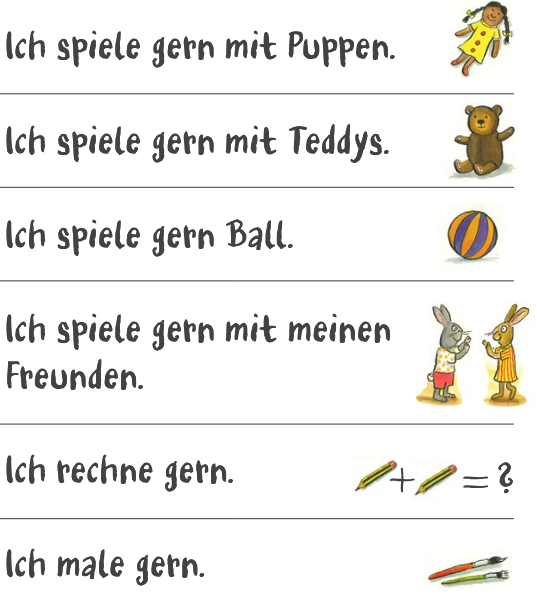 Ich spiele gern mit Puppen.
Ich spiele gern mit Teddys.
Ich spiele gern Ball.
Ich spiele gern mit meinen
Freunden.
Ich rechne gern.
+ = ?
Ich male gern.